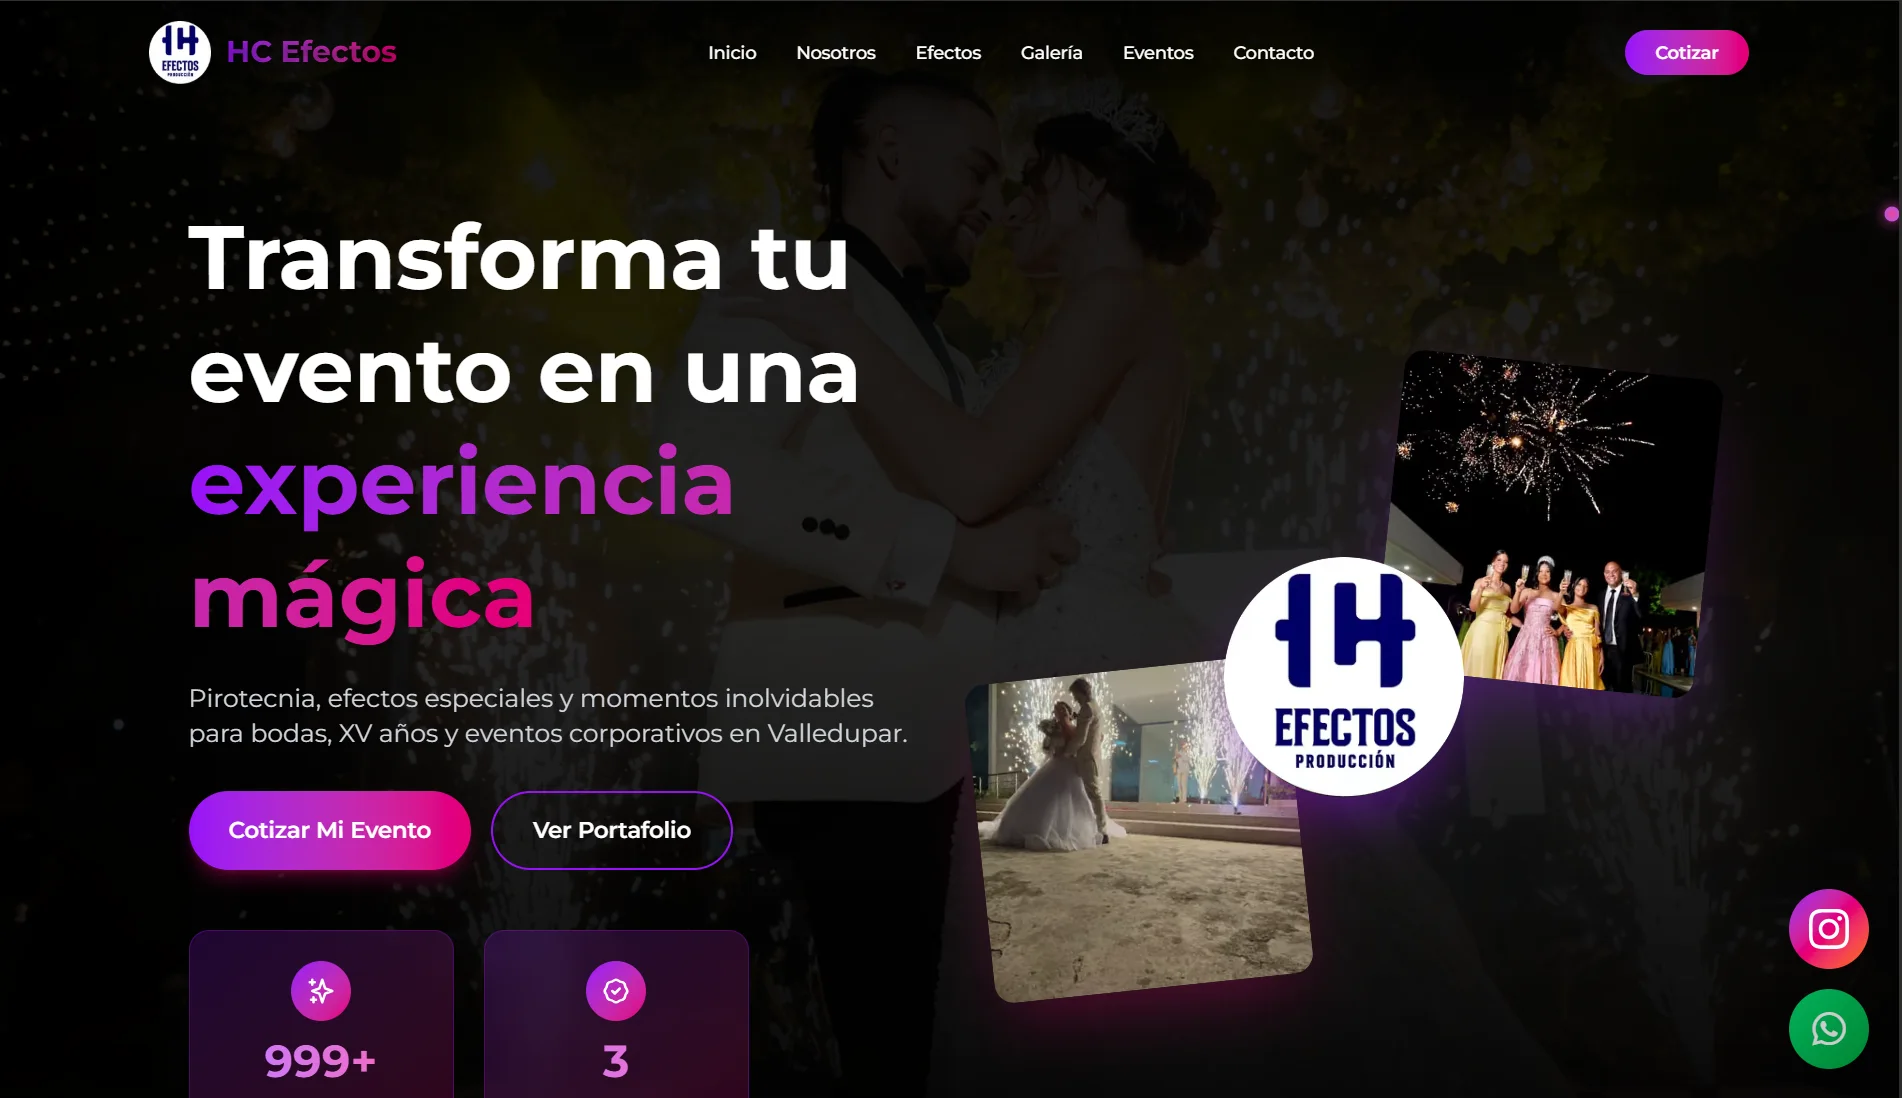 EFECTOS
PRODUCCIÓN
HC Efectos
Inicio
Nosotros
Efectos
Galería
Eventos
Contacto
Cotizar
Transforma tu
evento en una
experiencia
mágica
Pirotecnia, efectos especiales y momentos inolvidables
para bodas, XV años y eventos corporativos en Valledupar.
Cotizar Mi Evento
Ver Portafolio
999+
3
EFECTOS
PRODUCCIÓN